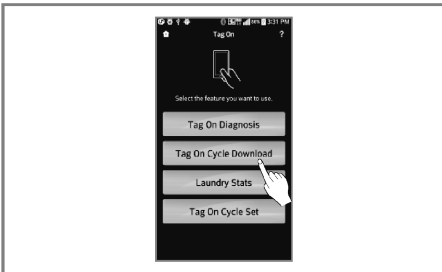 3:31 PM
Tag On
?
Select the feature you want to use.
Tag On Diagnosis
Tag On Cycle Download
Laundry Stats
Tag On Cycle Set